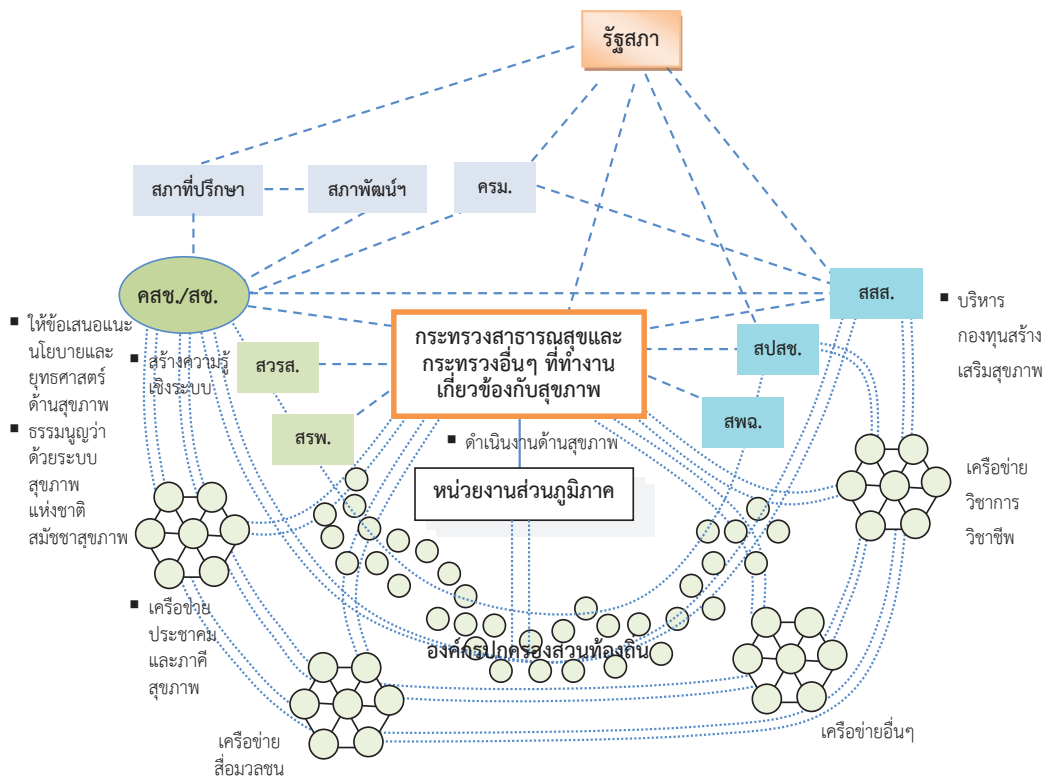 รัฐสภา
สภาที่ปรึกษา
สภาพัฒน์ฯ
ครม.
คสช./สช.
สสส.
■ บริหาร
กองทุนสร้าง
เสริมสุขภาพ
■ ให้ข้อเสนอแนะ
นโยบายและ
ยุทธศาสตร์
ด้านสุขภาพ
■ ธรรมนูญว่า
ด้วยระบบ
สุขภาพ
แห่งชาติ
สมัชชาสุขภาพ
■ สร้างความรู้
เชิงระบบ
สวรส.
สรพ.
กระทรวงสาธารณสุขและ
กระทรวงอื่นๆ ที่ทำงาน
เกี่ยวข้องกับสุขภาพ
สปสช.
สพฉ.
■ ดำเนินงานด้านสุขภาพ
หน่วยงานส่วนภูมิภาค
เครือข่าย
วิชาการ
วิชาชีพ
■ เครือข่าย
ประชาคม
และภาคี
สุขภาพ
องค์กรปกครองส่วนท้องถิ่น
เครือข่าย
สื่อมวลชน
เครือข่ายอื่นๆ